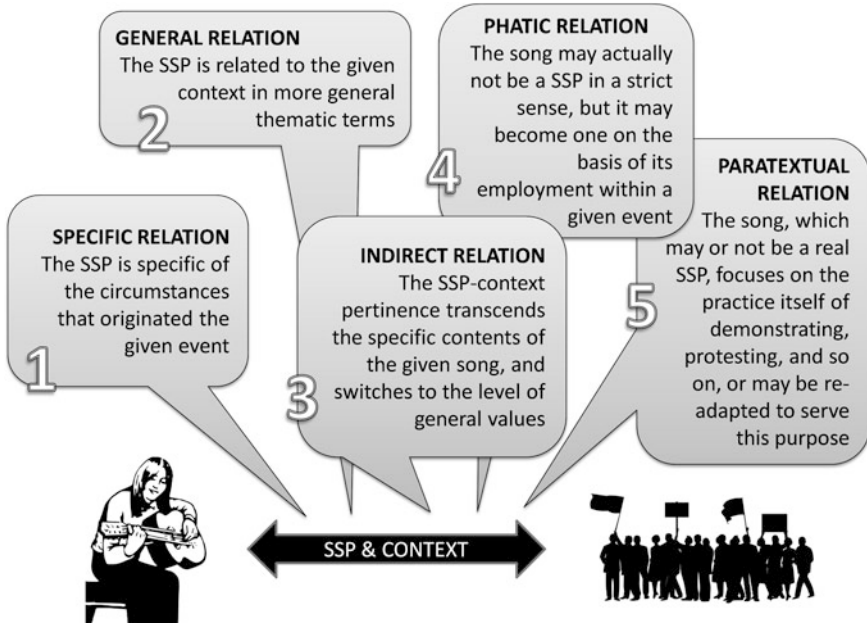 SPECIFIC RELATION
The SSP is specific of
the circumstances
that originated the
given event
1
GENERAL RELATION
The SSP is related to the given
context in more general
thematic terms
2
INDIRECT RELATION
The SSP-context
pertinence transcends
the specific contents of
the given song, and
switches to the level of
general values
3
PHATIC RELATION
The song may actually
not be a SSP in a strict
sense, but it may
become one on the
basis of its
employment within a
given event
4
PARATEXTUAL
RELATION
The song, which
may or not be a real
SSP, focuses on the
practice itself of
demonstrating,
protesting, and so
on, or may be re-
adapted to serve
this purpose
5
SSP & CONTEXT